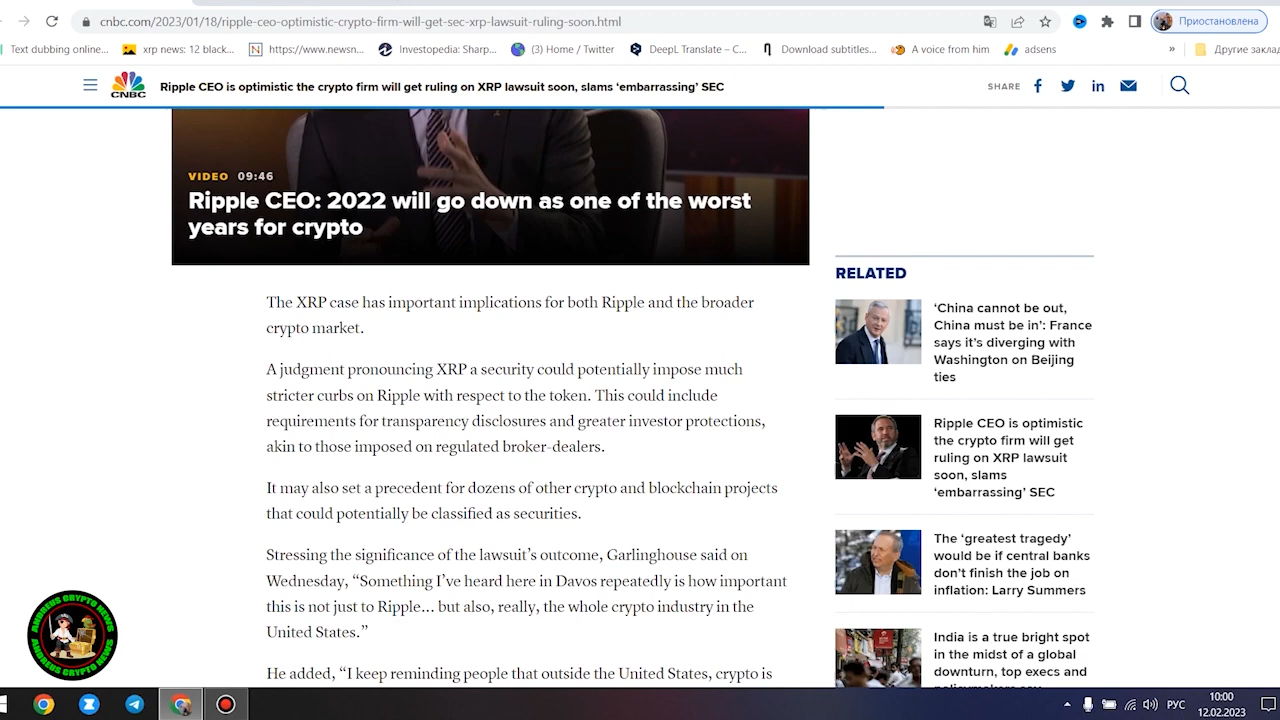 cnbc.com/2023/01/18/ripple-ceo-optimistic-crypto-firm-will-get-sec-xrp-lawsuit-ruling-soon.html
Приостановлена
Text dubbing online...
xrp news: 12 black...
https://www.newsn...
Investopedia: Sharp...
(3) Home / Twitter
DeepL Translate – С...
Download subtitles...
A voice from him
adsens
»
Другие заклад
CNBC
Ripple CEO is optimistic the crypto firm will get ruling on XRP lawsuit soon, slams ‘embarrassing’ SEC
SHARE
VIDEO 09:46
Ripple CEO: 2022 will go down as one of the worst
years for crypto
The XRP case has important implications for both Ripple and the broader
crypto market.
A judgment pronouncing XRP a security could potentially impose much
stricter curbs on Ripple with respect to the token. This could include
requirements for transparency disclosures and greater investor protections,
akin to those imposed on regulated broker-dealers.
It may also set a precedent for dozens of other crypto and blockchain projects
that could potentially be classified as securities.
Stressing the significance of the lawsuit’s outcome, Garlinghouse said on
Wednesday, “Something I’ve heard here in Davos repeatedly is how important
this is not just to Ripple… but also, really, the whole crypto industry in the
United States.”
He added, “I keep reminding people that outside the United States, crypto is
RELATED
‘China cannot be out,
China must be in’: France
says it’s diverging with
Washington on Beijing
ties
Ripple CEO is optimistic
the crypto firm will get
ruling on XRP lawsuit
soon, slams
‘embarrassing’ SEC
The ‘greatest tragedy’
would be if central banks
don’t finish the job on
inflation: Larry Summers
India is a true bright spot
in the midst of a global
downturn, top execs and
policymakers say
ANDREUS CRYPTO NEWS
ANDREUS CRYPTO NEWS
РУС
10:00
12.02.2023